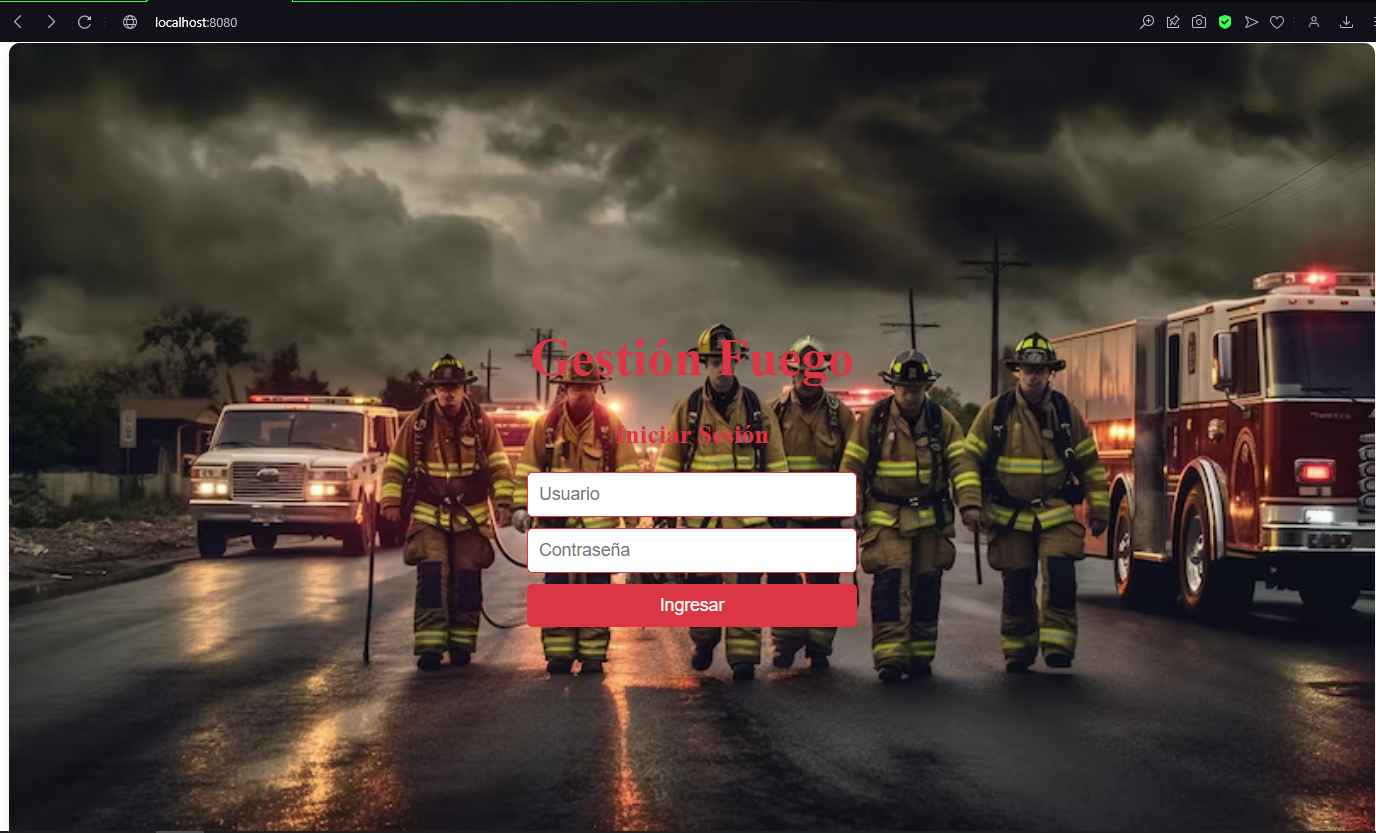 localhost:8080
Gestión Fuego
Iniciar Sesión
Usuario
Contraseña
Ingresar